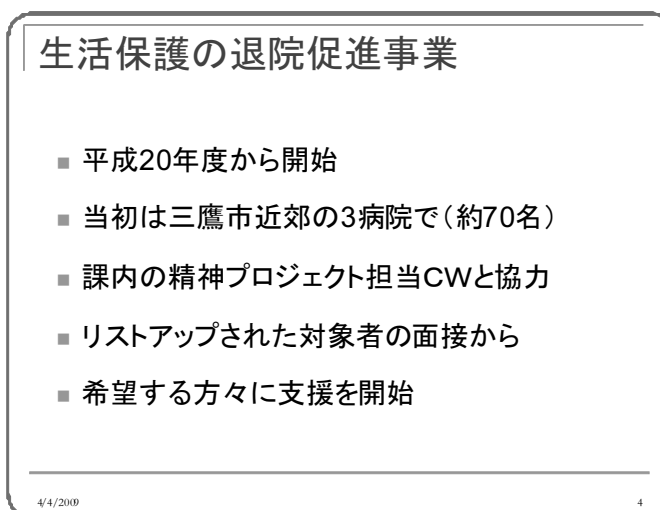 生活保護の退院促進事業
平成20年度から開始
当初は三鷹市近郊の3病院で(約70名)
課内の精神プロジェクト担当CWと協力
リストアップされた対象者の面接から
希望する方々に支援を開始
4/4/2009
4